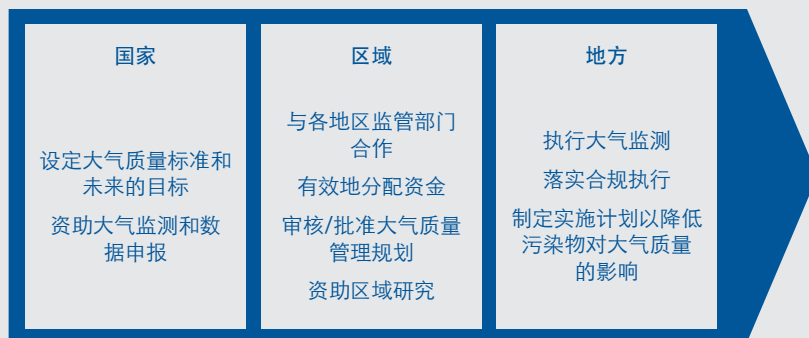 国家
设定大气质量标准和
未来的目标
资助大气监测和数
据申报
区域
与各地区监管部门
合作
有效地分配资金
审核/批准大气质量
管理规划
资助区域研究
地方
执行大气监测
落实合规执行
制定实施计划以降低
污染物对大气质量
的影响